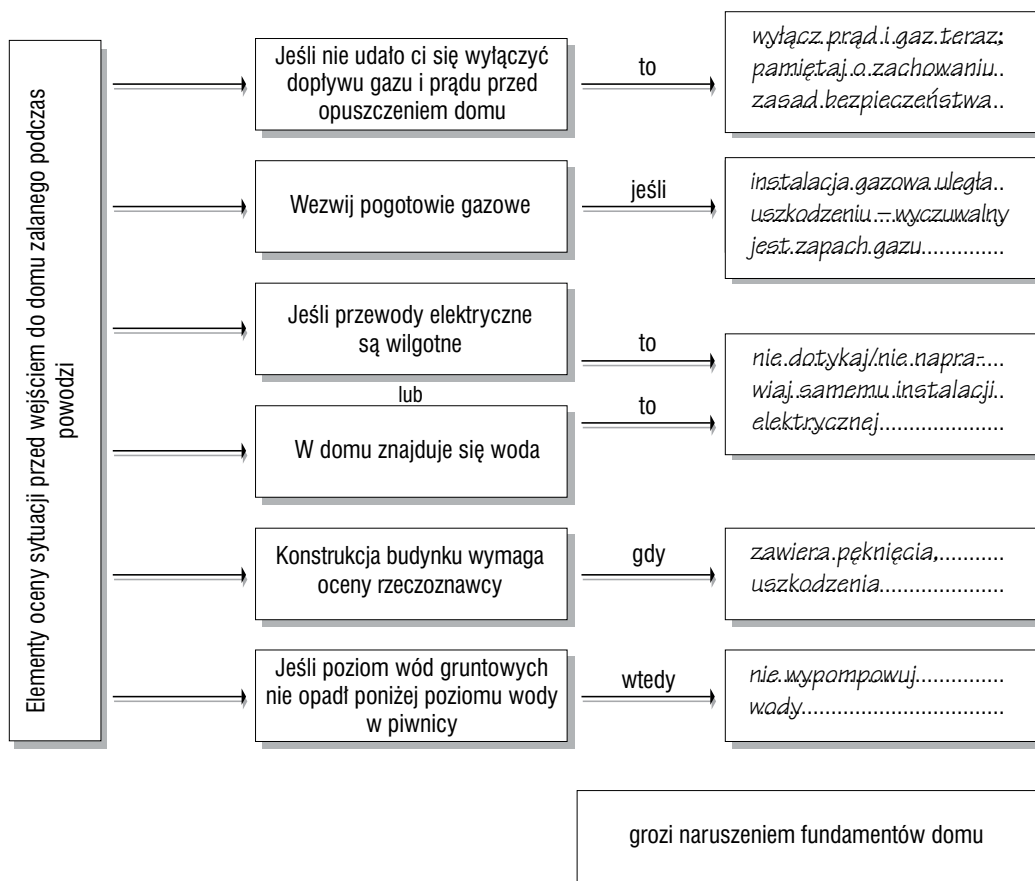 Elementy oceny sytuacji przed wejściem do domu zalanego podczas
powodzi
Jeśli nie udało ci się wyłączyć
dopływu gazu i prądu przed
opuszczeniem domu
to
wyłącz prąd i gaz teraz;
pamiętaj o zachowaniu
zasad bezpieczeństwa
Wezwij pogotowie gazowe
jeśli
instalacja gazowa uległa
uszkodzeniu – wyczuwalny
jest zapach gazu
Jeśli przewody elektryczne
są wilgotne
to
lub
W domu znajduje się woda
to
nie dotykaj/nie napra-
wiaj samemu instalacji
elektrycznej
Konstrukcja budynku wymaga
oceny rzeczoznawcy
gdy
zawiera pęknięcia,
uszkodzenia
Jeśli poziom wód gruntowych
nie opadł poniżej poziomu wody
w piwnicy
wtedy
nie wypompowuj
wody
grozi naruszeniem fundamentów domu